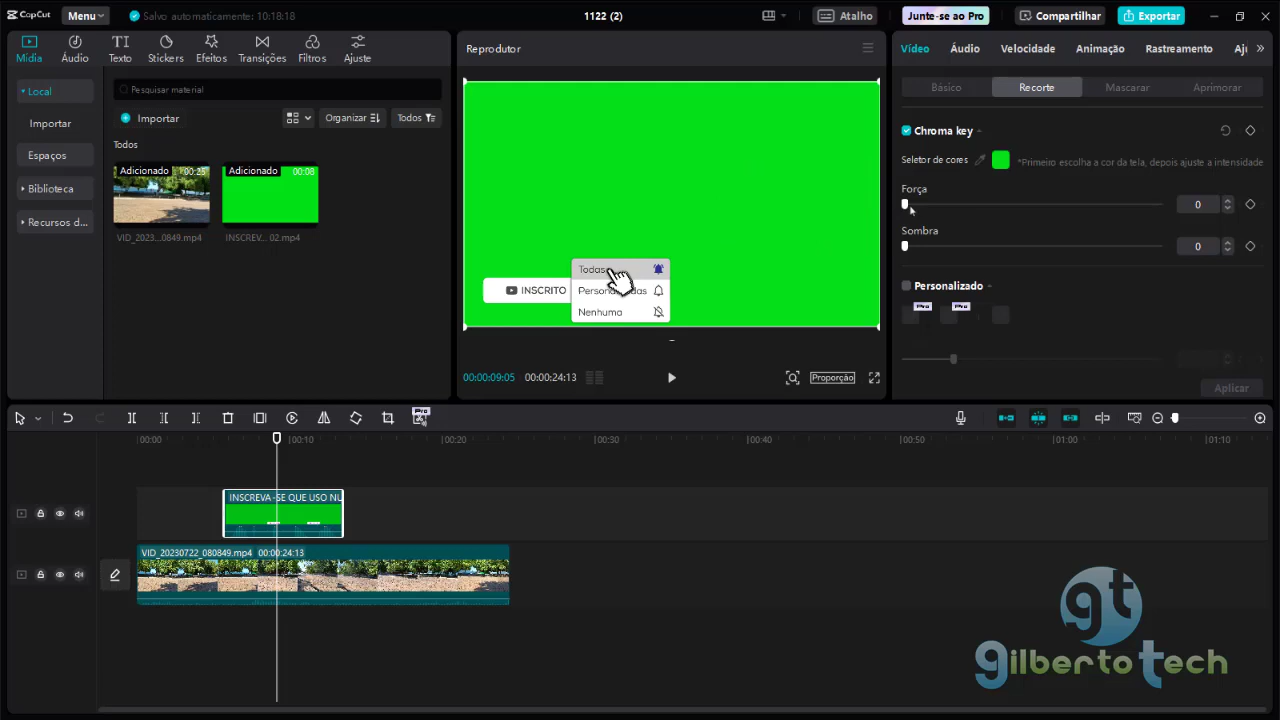 CapCut
Menu
Salvo automaticamente: 10:18:18
1122 (2)
Atalho
Junte-se ao Pro
Compartilhar
Exportar
Mídia
Áudio
Texto
Stickers
Efeitos
Transições
Filtros
Ajuste
Local
Importar
Espaços
Biblioteca
Recursos d...
Pesquisar material
Importar
Organizar
Todos
Todos
Adicionado
00:25
Adicionado
00:08
VID_2023....0849.mp4
INSCREV... 02.mp4
Reprodutor
INSCRITO
Todas
Nenhuma
00:00:09:05
00:00:24:13
Proporção
Vídeo
Áudio
Velocidade
Animação
Rastreamento
Aj
Básico
Recorte
Mascarar
Aprimorar
Chroma key
Seletor de cores
*Primeiro escolha a cor da tela, depois ajuste a intensidade
Força
0
Sombra
0
Personalizado
Pro
Pro
Aplicar
Pro
00:00
00:10
00:20
00:30
00:40
00:50
01:00
01:10
INSCREVA-SE QUE USO NU
VID_20230722_080849.mp4 00:00:24:13
gt
gilberto tech